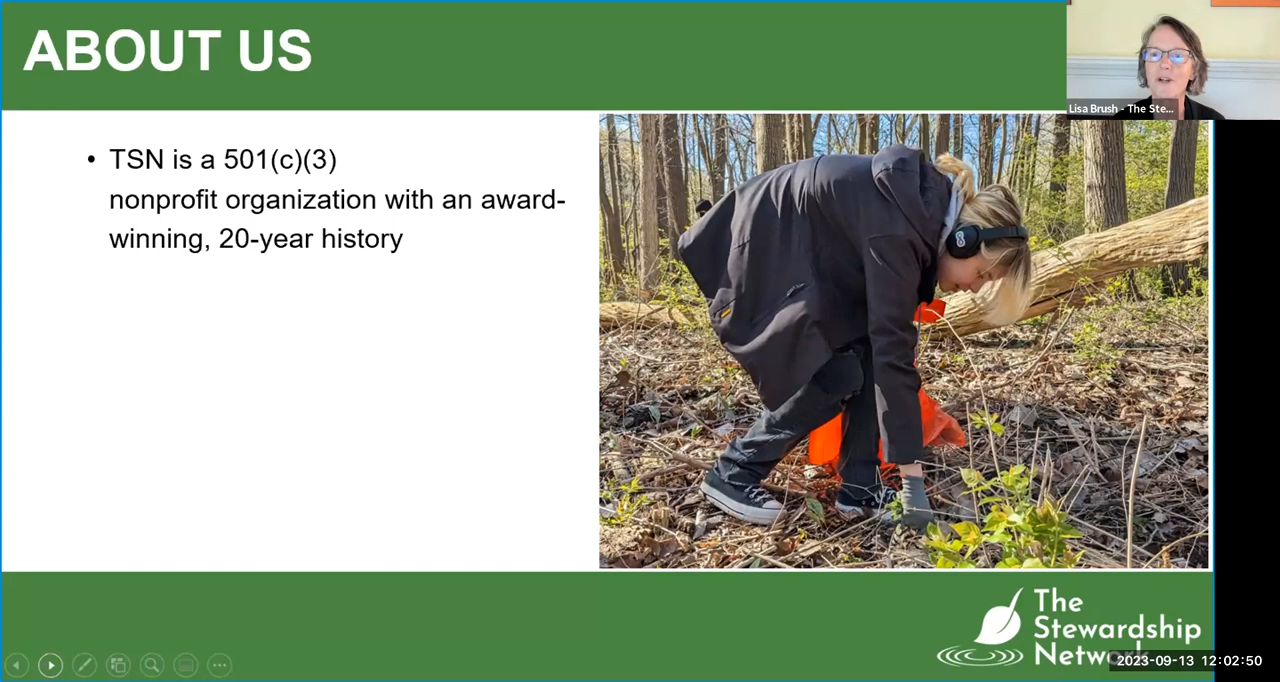 ABOUT US
Lisa Brush - The Ste...
• TSN is a 501(c)(3)
nonprofit organization with an award-
winning, 20-year history
The
Stewardship
Network
2023-09-13 12:02:50